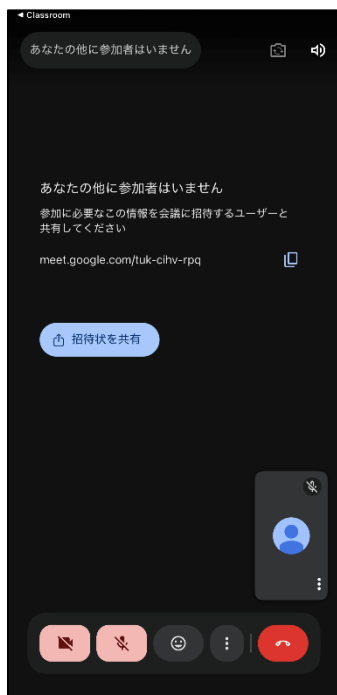 ◀ Classroom
あなたの他に参加者はいません
あなたの他に参加者はいません
参加に必要なこの情報を会議に招待するユーザーと
共有してください
meet.google.com/tuk-cihv-rpq
招待状を共有